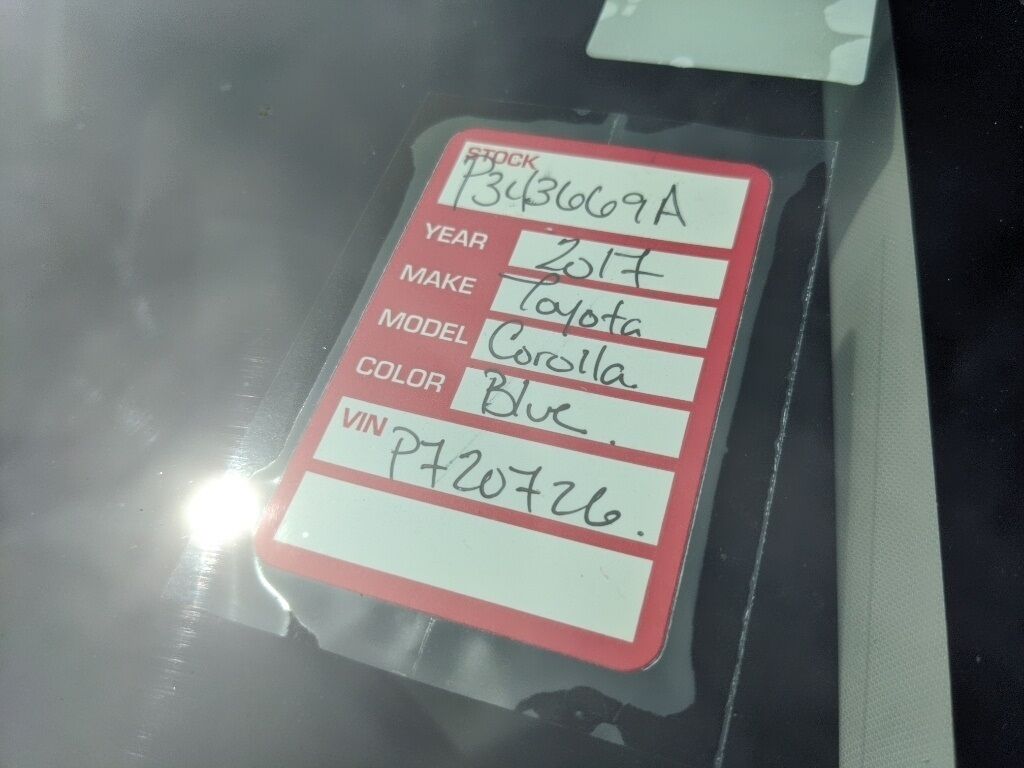 STOCK
P343669A
YEAR 2017
MAKE Toyota
MODEL Corolla
COLOR Blue.
VIN
P720726.